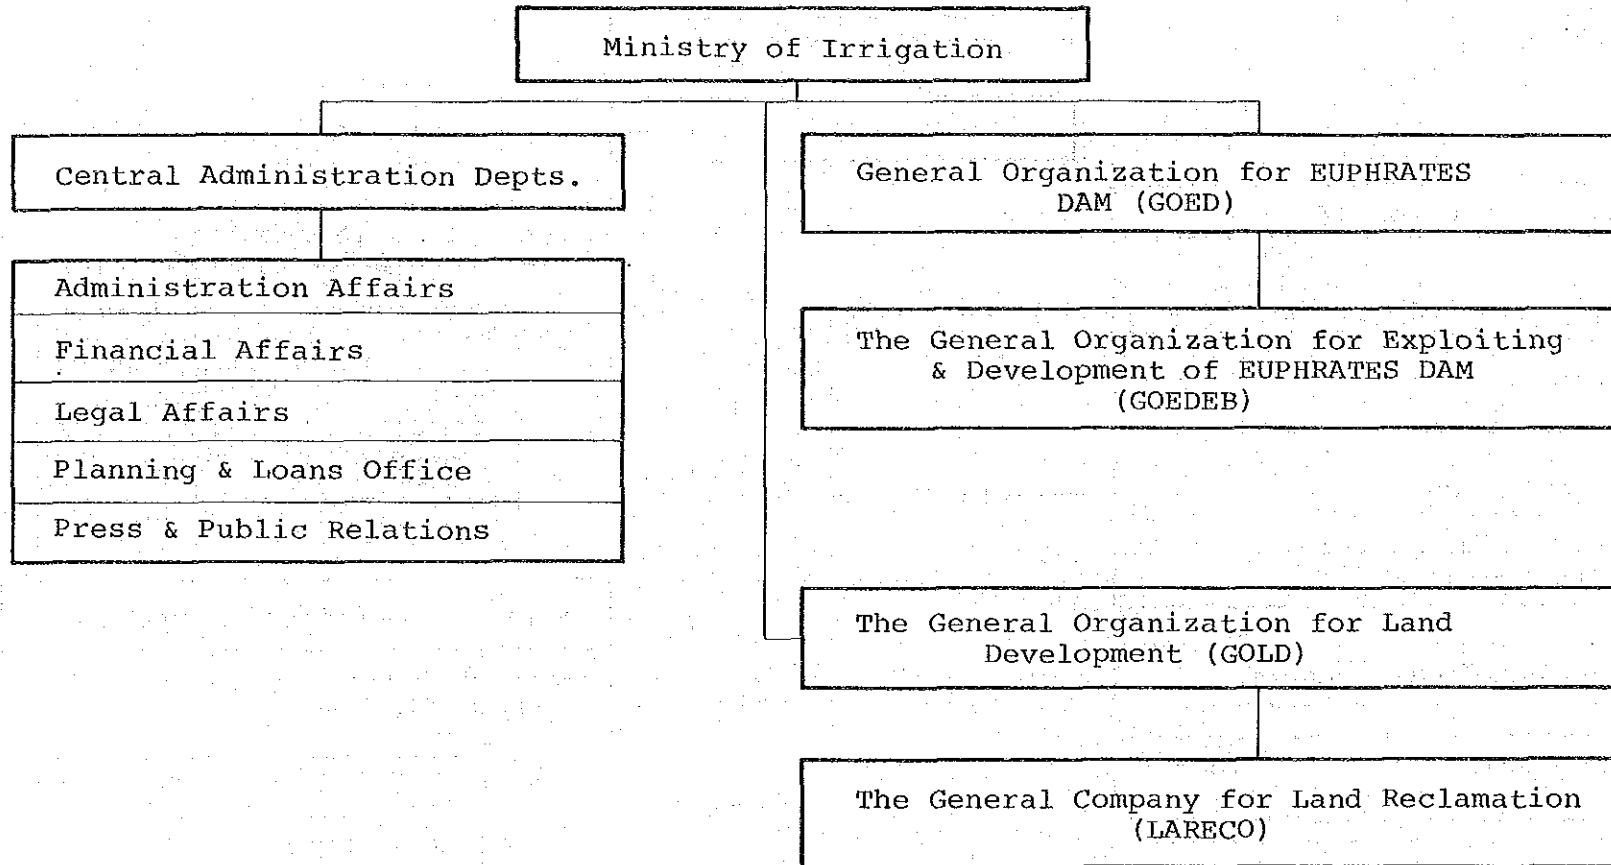 Ministry of Irrigation
Central Administration Depts.
Administration Affairs
Financial Affairs
Legal Affairs
Planning & Loans Office
Press & Public Relations
General Organization for EUPHRATES
DAM (GOED)
The General Organization for Exploiting
& Development of EUPHRATES DAM
(GOEDEB)
The General Organization for Land
Development (GOLD)
The General Company for Land Reclamation
(LARECO)